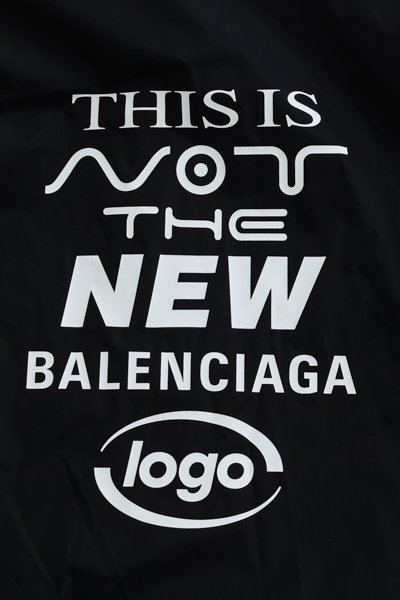 THIS IS
NOT
THE
NEW
BALENCIAGA
logo